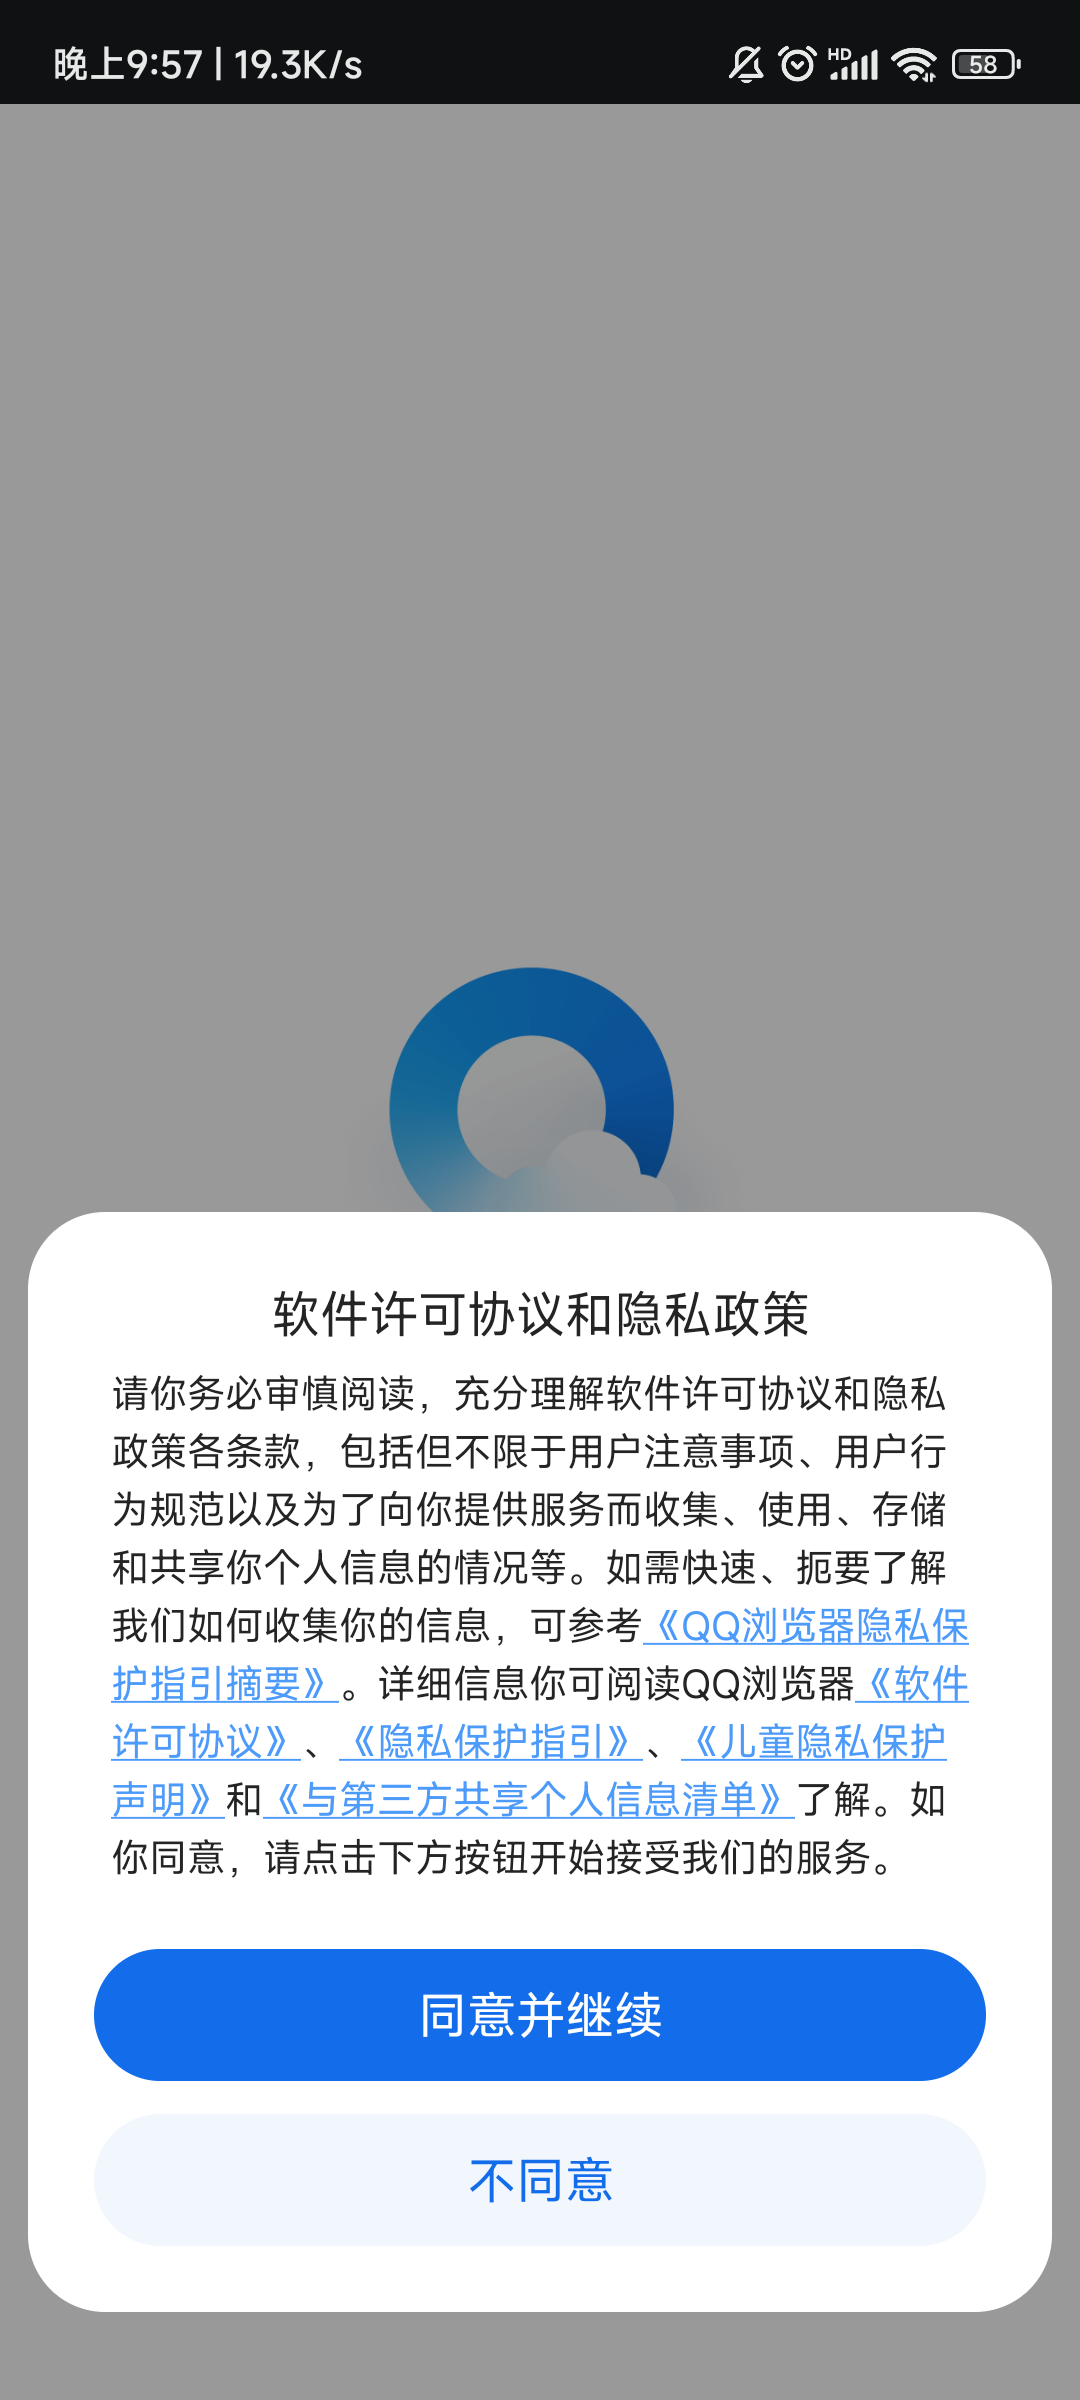 晚上9:57 | 19.3K/s
HD
58
软件许可协议和隐私政策
请你务必审慎阅读，充分理解软件许可协议和隐私
政策各条款，包括但不限于用户注意事项、用户行
为规范以及为了向你提供服务而收集、使用、存储
和共享你个人信息的情况等。如需快速、扼要了解
我们如何收集你的信息，可参考《QQ浏览器隐私保
护指引摘要》。详细信息你可阅读QQ浏览器《软件
许可协议》、《隐私保护指引》、《儿童隐私保护
声明》和《与第三方共享个人信息清单》了解。如
你同意，请点击下方按钮开始接受我们的服务。
同意并继续
不同意